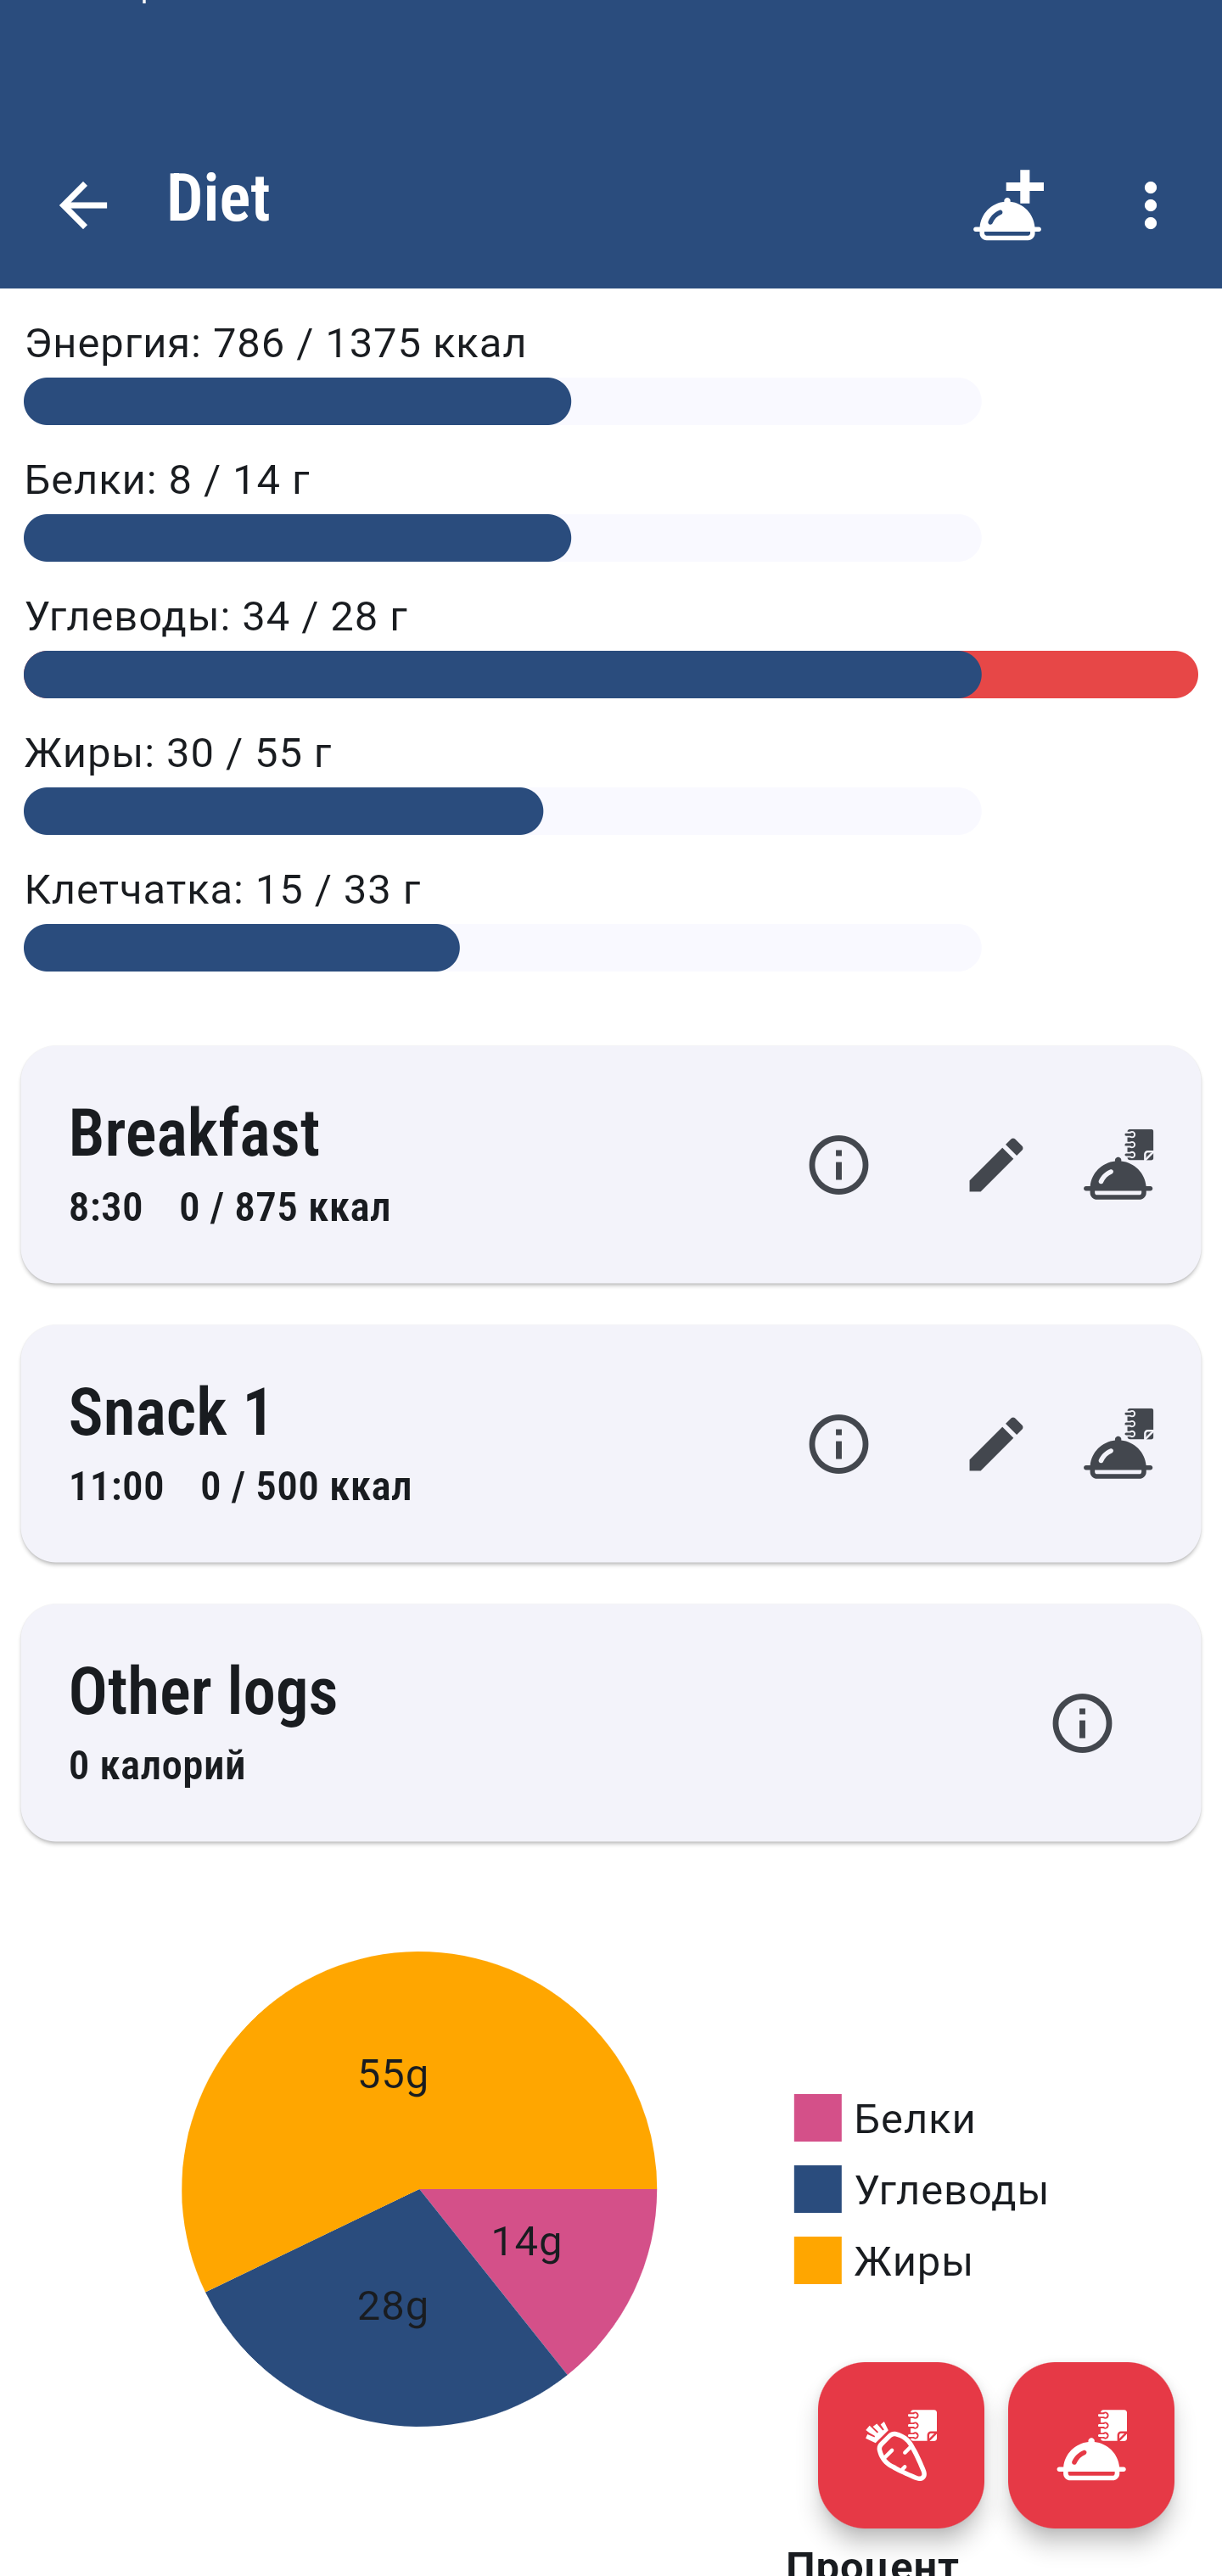 Diet
Энергия: 786 / 1375 ккал
Белки: 8 / 14 г
Углеводы: 34 / 28 г
Жиры: 30 / 55 г
Клетчатка: 15 / 33 г
Breakfast
8:30 0 / 875 ккал
Snack 1
11:00 0 / 500 ккал
Other logs
0 калорий
55g
14g
28g
Белки
Углеводы
Жиры
Процент